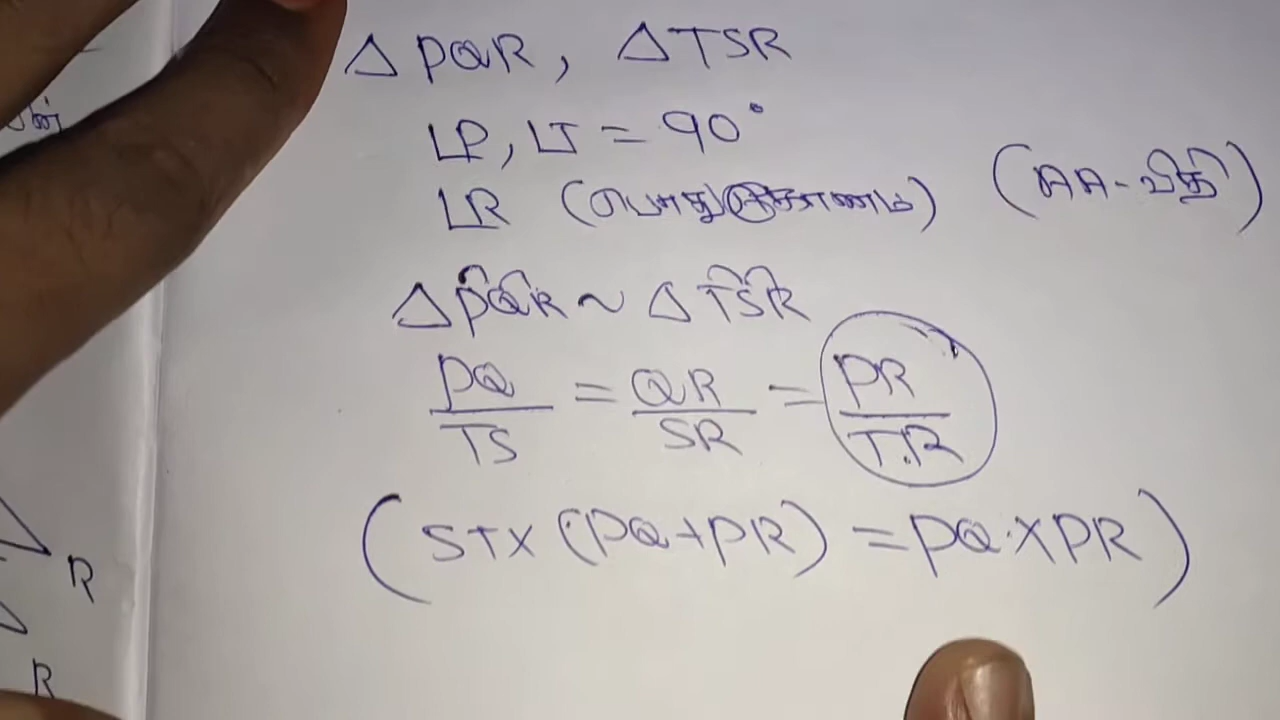 △ PQR, △TSR
∟P, ∟T = 90°
∟R (பொது கோணம்) (AA-விதி)
△PQR ~ △TSR
PQ/TS = QR/SR = PR/TR
(ST × (PQ+PR) = PQ × PR)
R
R